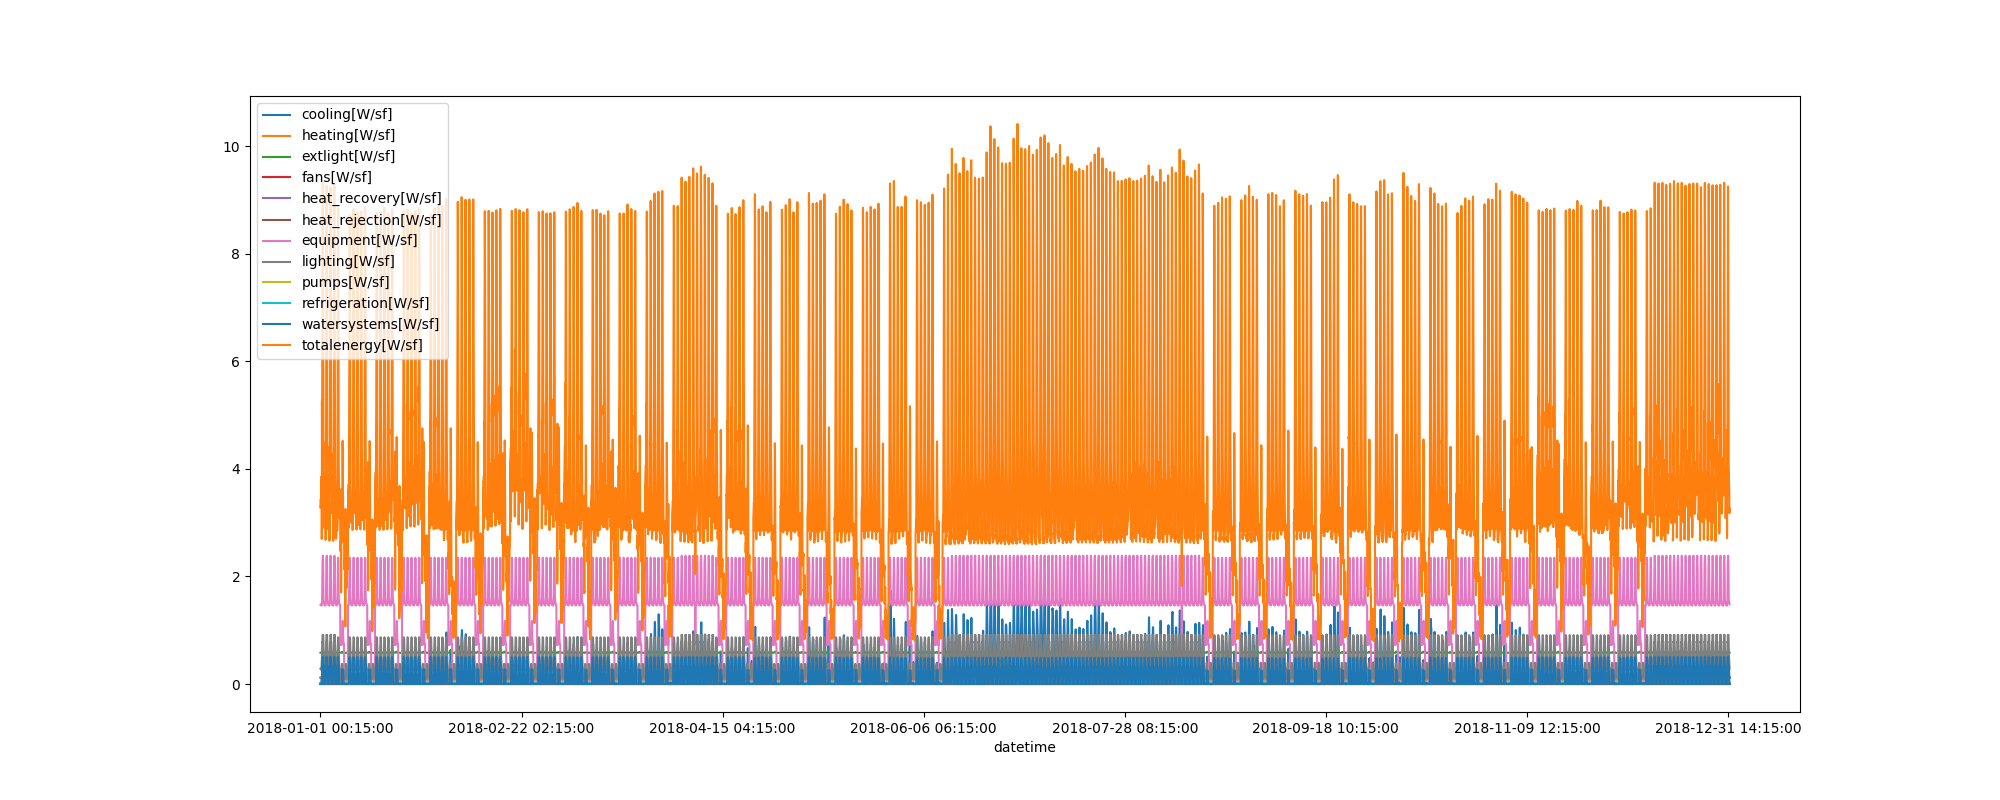 cooling[W/sf]
heating[W/sf]
extlight[W/sf]
fans[W/sf]
heat_recovery[W/sf]
heat_rejection[W/sf]
equipment[W/sf]
lighting[W/sf]
pumps[W/sf]
refrigeration[W/sf]
watersystems[W/sf]
totalenergy[W/sf]
10
8
6
4
2
0
2018-01-01 00:15:00 2018-02-22 02:15:00 2018-04-15 04:15:00 2018-06-06 06:15:00 2018-07-28 08:15:00 2018-09-18 10:15:00 2018-11-09 12:15:00 2018-12-31 14:15:00
datetime